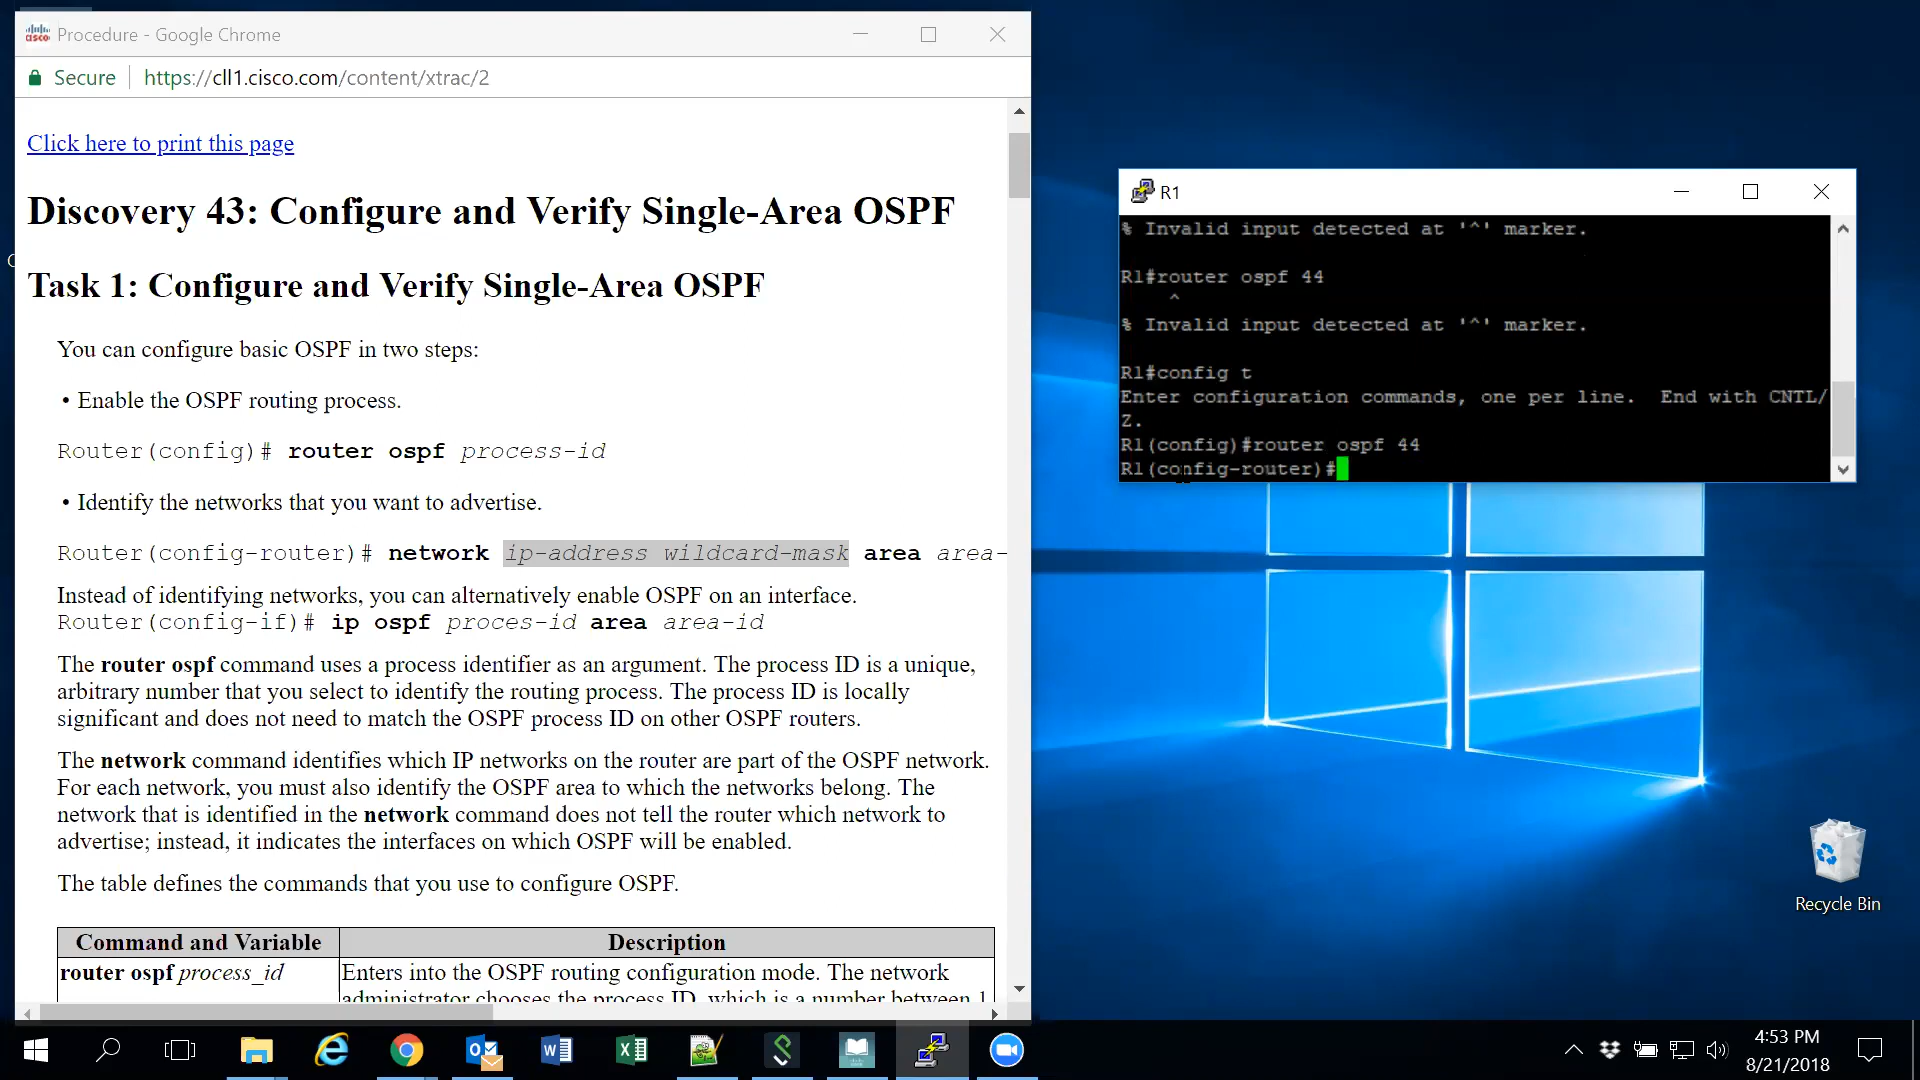 Procedure - Google Chrome
Secure https://cll1.cisco.com/content/xtrac/2
Click here to print this page
Discovery 43: Configure and Verify Single-Area OSPF
Task 1: Configure and Verify Single-Area OSPF
You can configure basic OSPF in two steps:
• Enable the OSPF routing process.
Router(config)# router ospf process-id
• Identify the networks that you want to advertise.
Router(config-router)# network ip-address wildcard-mask area area-
Instead of identifying networks, you can alternatively enable OSPF on an interface.
Router(config-if)# ip ospf proces-id area area-id
The router ospf command uses a process identifier as an argument. The process ID is a unique,
arbitrary number that you select to identify the routing process. The process ID is locally
significant and does not need to match the OSPF process ID on other OSPF routers.
The network command identifies which IP networks on the router are part of the OSPF network.
For each network, you must also identify the OSPF area to which the networks belong. The
network that is identified in the network command does not tell the router which network to
advertise; instead, it indicates the interfaces on which OSPF will be enabled.
The table defines the commands that you use to configure OSPF.
Command and Variable Description
router ospf process_id Enters into the OSPF routing configuration mode. The network
administrator chooses the process ID, which is a number between 1
R1
% Invalid input detected at '^' marker.
R1#router ospf 44
^
% Invalid input detected at '^' marker.
R1#config t
Enter configuration commands, one per line. End with CNTL/
Z.
R1(config)#router ospf 44
R1(config-router)#
Recycle Bin
4:53 PM
8/21/2018